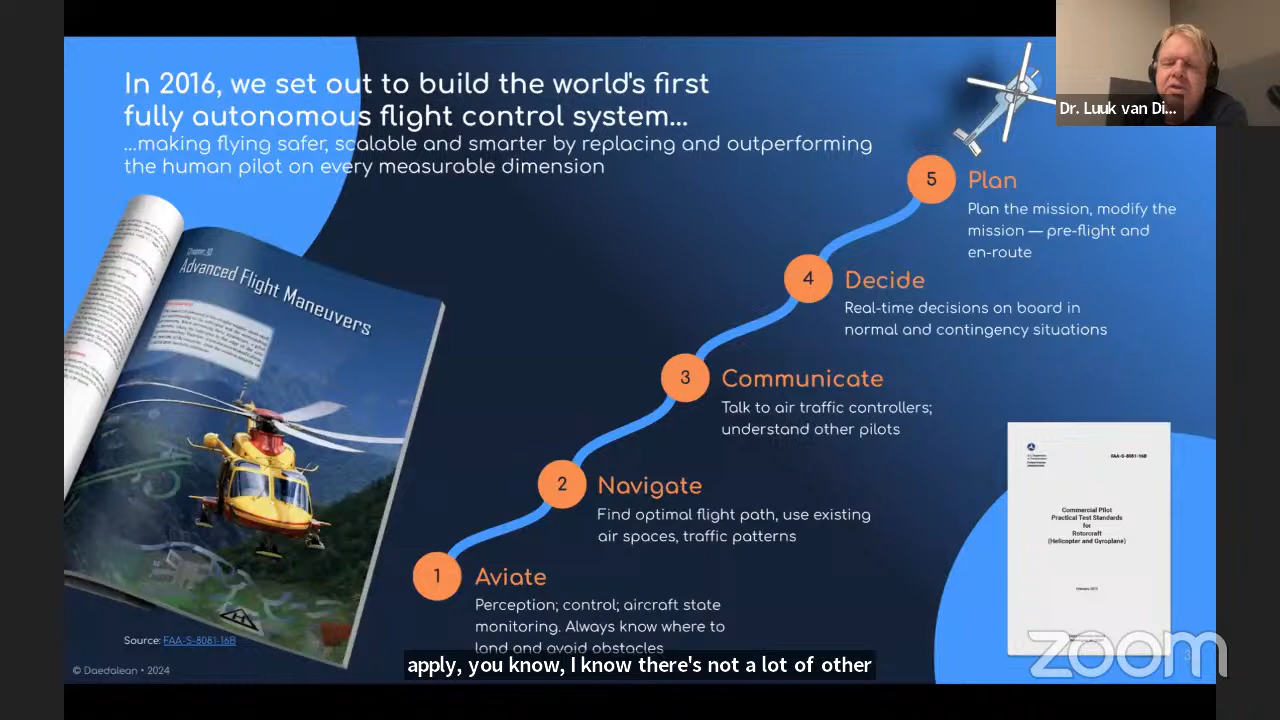 In 2016, we set out to build the world's first
fully autonomous flight control system...
...making flying safer, scalable and smarter by replacing and outperforming
the human pilot on every measurable dimension
Dr. Luuk van Di...
5
Plan
Plan the mission, modify the
mission — pre-flight and
en-route
4
Decide
Real-time decisions on board in
normal and contingency situations
3
Communicate
Talk to air traffic controllers;
understand other pilots
2
Navigate
Find optimal flight path, use existing
air spaces, traffic patterns
1
Aviate
Perception; control; aircraft state
monitoring. Always know where to
land and avoid obstacles
Advanced Flight Maneuvers
FAA-S-8081-16B
Commercial Pilot
Practical Test Standards
for
Rotorcraft
(Helicopter and Gyroplane)
Source: FAA-S-8081-16B
© Daedalean • 2024
apply, you know, I know there's not a lot of other
zoom